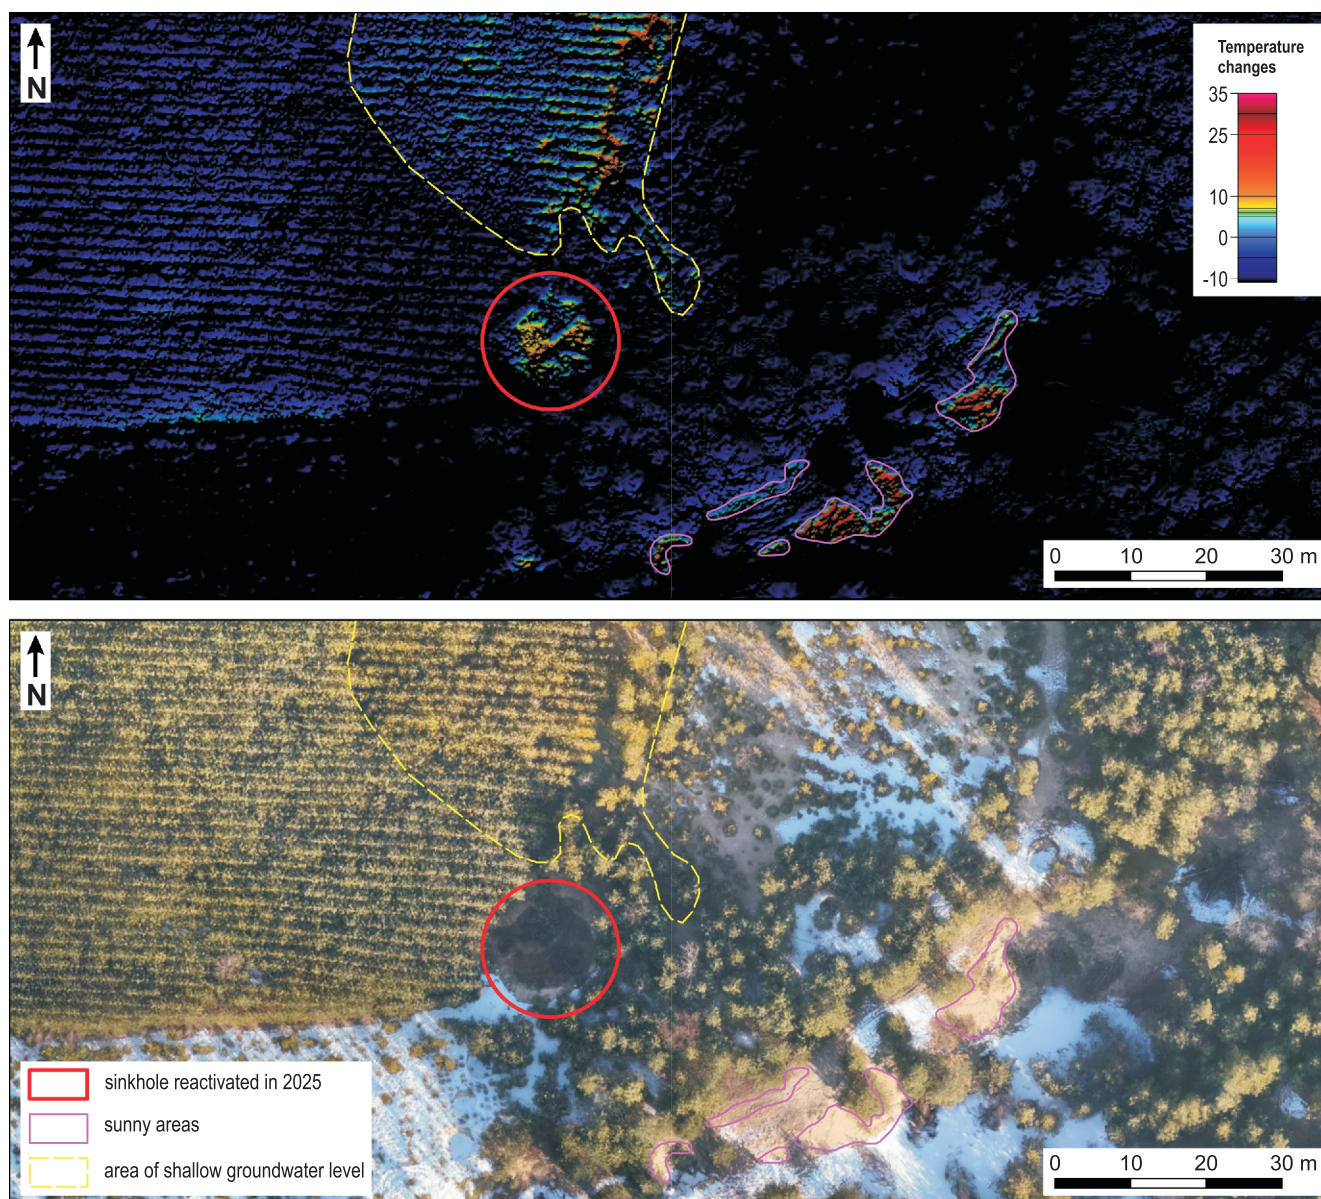 N
Temperature
changes
35
25
10
0
-10
0 10 20 30 m
N
sinkhole reactivated in 2025
sunny areas
area of shallow groundwater level
0 10 20 30 m